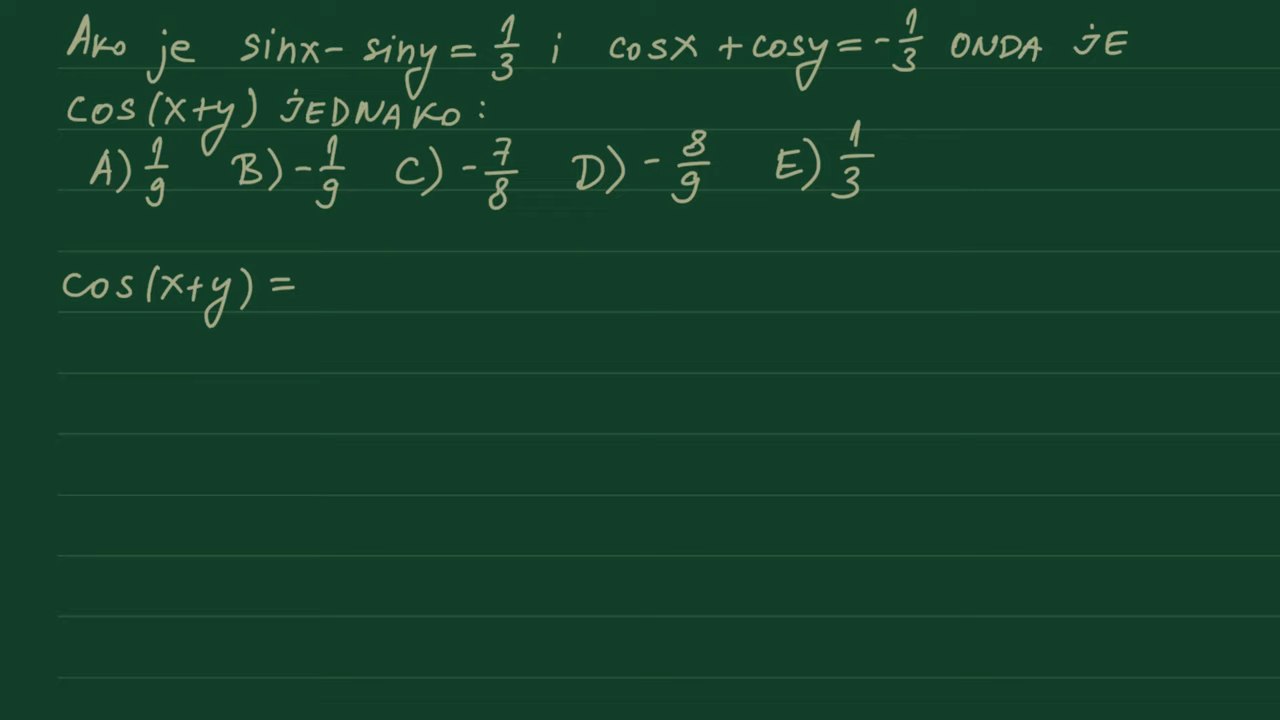 Ako je sinx - siny = 1/3 i cosx + cosy = -1/3 ONDA JE
cos(x+y) JEDNAKO:
A) 1/9 B) -1/9 C) -7/8 D) -8/9 E) 1/3
cos(x+y) =